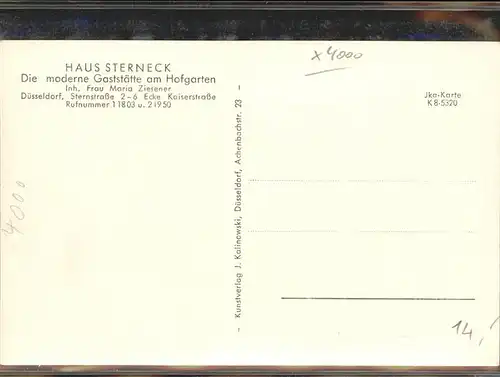 HAUS STERNECK
Die moderne Gaststätte am Hofgarten
Inh. Frau Maria Ziesener
Düsseldorf, Sternstraße 2-6 Ecke Kaiserstraße
Rufnummer 11803 u. 21950
x 4000
Jka-Karte
K 8-5320
4000
- Kunstverlag J. Kalinowski, Düsseldorf, Achenbachstr. 23 -
14,